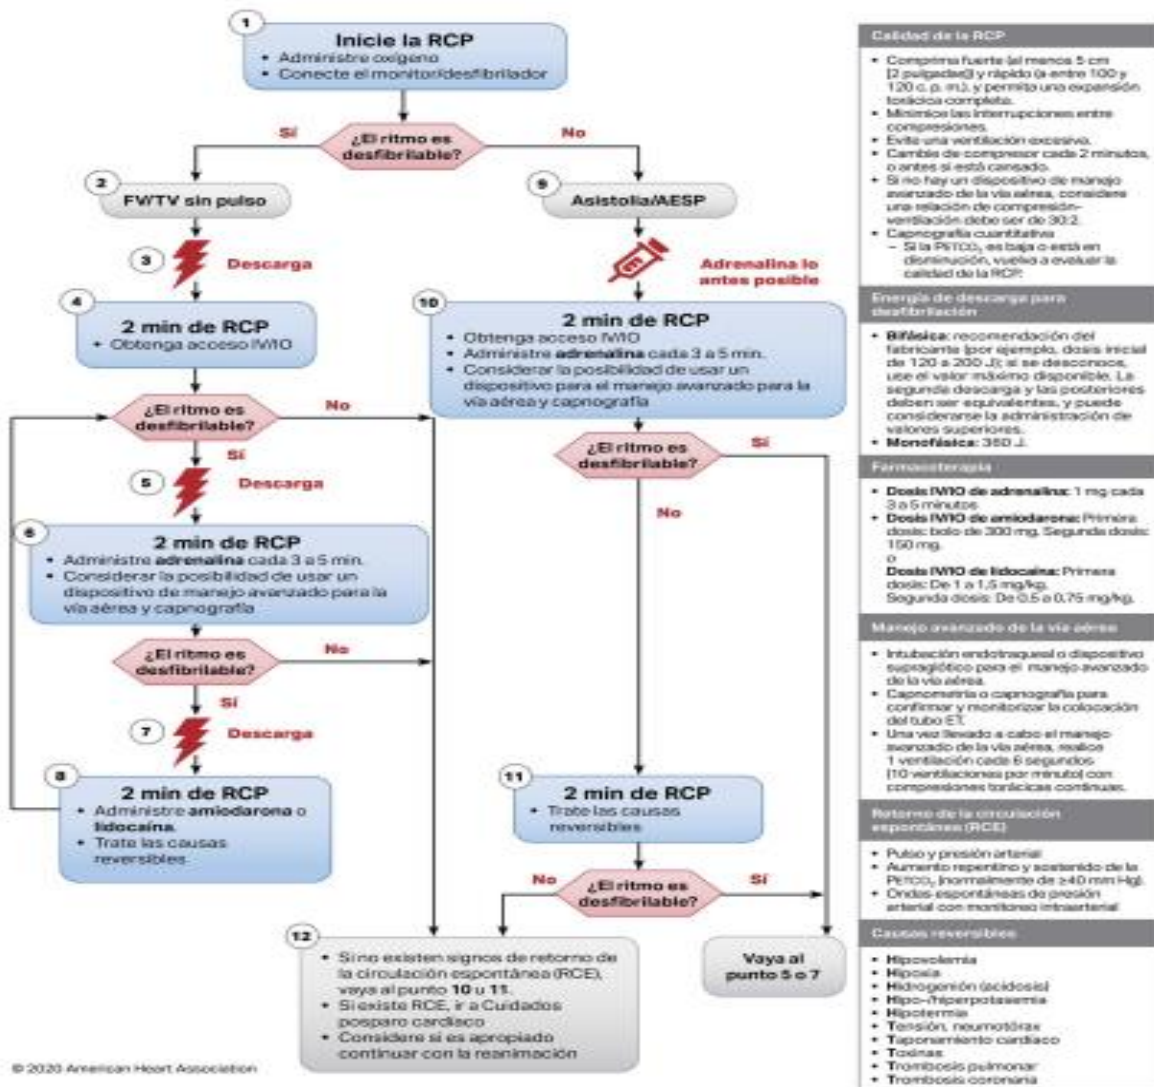 1
Inicie la RCP
• Administre oxígeno
• Conecte el monitor/desfibrilador
Sí
¿El ritmo es
desfibrilable?
No
2
FV/TV sin pulso
9
Asistolia/AESP
3
Descarga
Adrenalina lo
antes posible
4
2 min de RCP
• Obtenga acceso IV/IO
10
2 min de RCP
• Obtenga acceso IV/IO
• Administre adrenalina cada 3 a 5 min.
• Considerar la posibilidad de usar un
dispositivo para el manejo avanzado para la
vía aérea y capnografía
¿El ritmo es
desfibrilable?
No
Sí
¿El ritmo es
desfibrilable?
Sí
No
5
Descarga
6
2 min de RCP
• Administre adrenalina cada 3 a 5 min.
• Considerar la posibilidad de usar un
dispositivo de manejo avanzado para la
vía aérea y capnografía
¿El ritmo es
desfibrilable?
No
Sí
7
Descarga
8
2 min de RCP
• Administre amiodarona o
lidocaína.
• Trate las causas
reversibles
11
2 min de RCP
• Trate las causas
reversibles
No
¿El ritmo es
desfibrilable?
Sí
12
• Si no existen signos de retorno de
la circulación espontánea (RCE),
vaya al punto 10 u 11.
• Si existe RCE, ir a Cuidados
posparo cardíaco
• Considere si es apropiado
continuar con la reanimación
Vaya al
punto 5 o 7
© 2020 American Heart Association
Calidad de la RCP
• Comprima fuerte (al menos 5 cm
[2 pulgadas]) y rápido (a entre 100 y
120 c. p. m.), y permita una expansión
torácica completa.
• Minimice las interrupciones entre
compresiones.
• Evite una ventilación excesiva.
• Cambie de compresor cada 2 minutos,
o antes si está cansado.
• Si no hay un dispositivo de manejo
avanzado de la vía aérea, considere
una relación de compresión-
ventilación debe ser de 30:2.
• Capnografía cuantitativa
– Si la PETCO₂ es baja o está en
disminución, vuelva a evaluar la
calidad de la RCP.
Energía de descarga para
desfibrilación
• Bifásica: recomendación del
fabricante (por ejemplo, dosis inicial
de 120 a 200 J); si se desconoce,
use el valor máximo disponible. La
segunda descarga y las posteriores
deben ser equivalentes, y puede
considerarse la administración de
valores superiores.
• Monofásica: 360 J.
Farmacoterapia
• Dosis IV/IO de adrenalina: 1 mg cada
3 a 5 minutos
• Dosis IV/IO de amiodarona: Primera
dosis: bolo de 300 mg. Segunda dosis:
150 mg.
o
Dosis IV/IO de lidocaína: Primera
dosis: De 1 a 1,5 mg/kg.
Segunda dosis: De 0,5 a 0,75 mg/kg.
Manejo avanzado de la vía aérea
• Intubación endotraqueal o dispositivo
supraglótico para el manejo avanzado
de la vía aérea.
• Capnometría o capnografía para
confirmar y monitorizar la colocación
del tubo ET.
• Una vez llevado a cabo el manejo
avanzado de la vía aérea, realice
1 ventilación cada 6 segundos
(10 ventilaciones por minuto) con
compresiones torácicas continuas.
Retorno de la circulación
espontánea (RCE)
• Pulso y presión arterial
• Aumento repentino y sostenido de la
PETCO₂ (normalmente de ≥40 mm Hg).
• Ondas espontáneas de presión
arterial con monitoreo intraarterial
Causas reversibles
• Hipovolemia
• Hipoxia
• Hidrogenión (acidosis)
• Hipo-/hiperpotasemia
• Hipotermia
• Tensión, neumotórax
• Taponamiento cardíaco
• Toxinas
• Trombosis pulmonar
• Trombosis coronaria